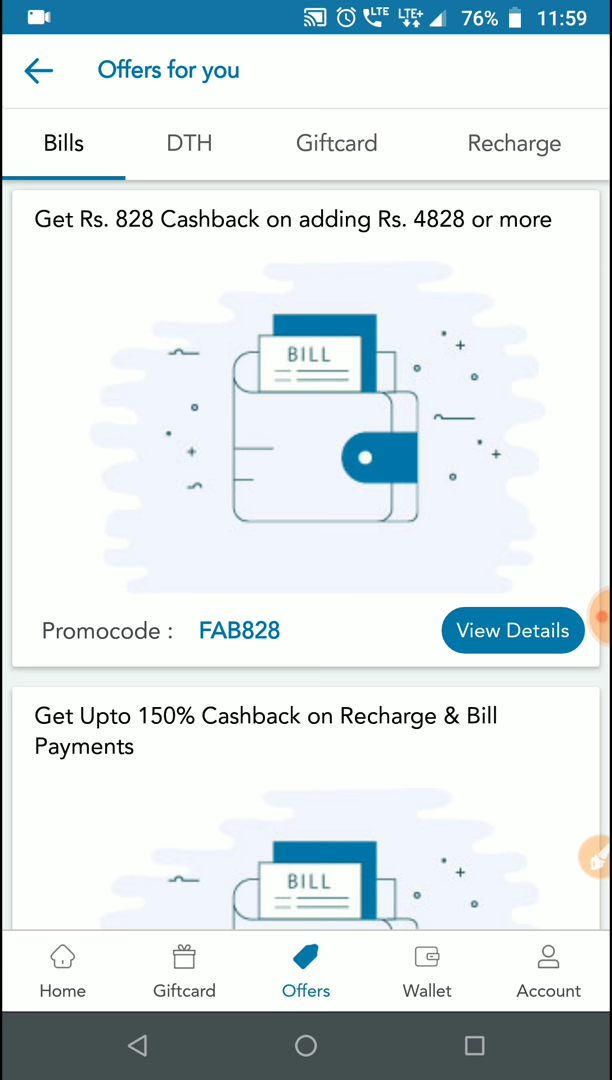 LTE LTE+ 76% 11:59
Offers for you
Bills DTH Giftcard Recharge
Get Rs. 828 Cashback on adding Rs. 4828 or more
BILL
Promocode : FAB828 View Details
Get Upto 150% Cashback on Recharge & Bill
Payments
BILL
Home Giftcard Offers Wallet Account